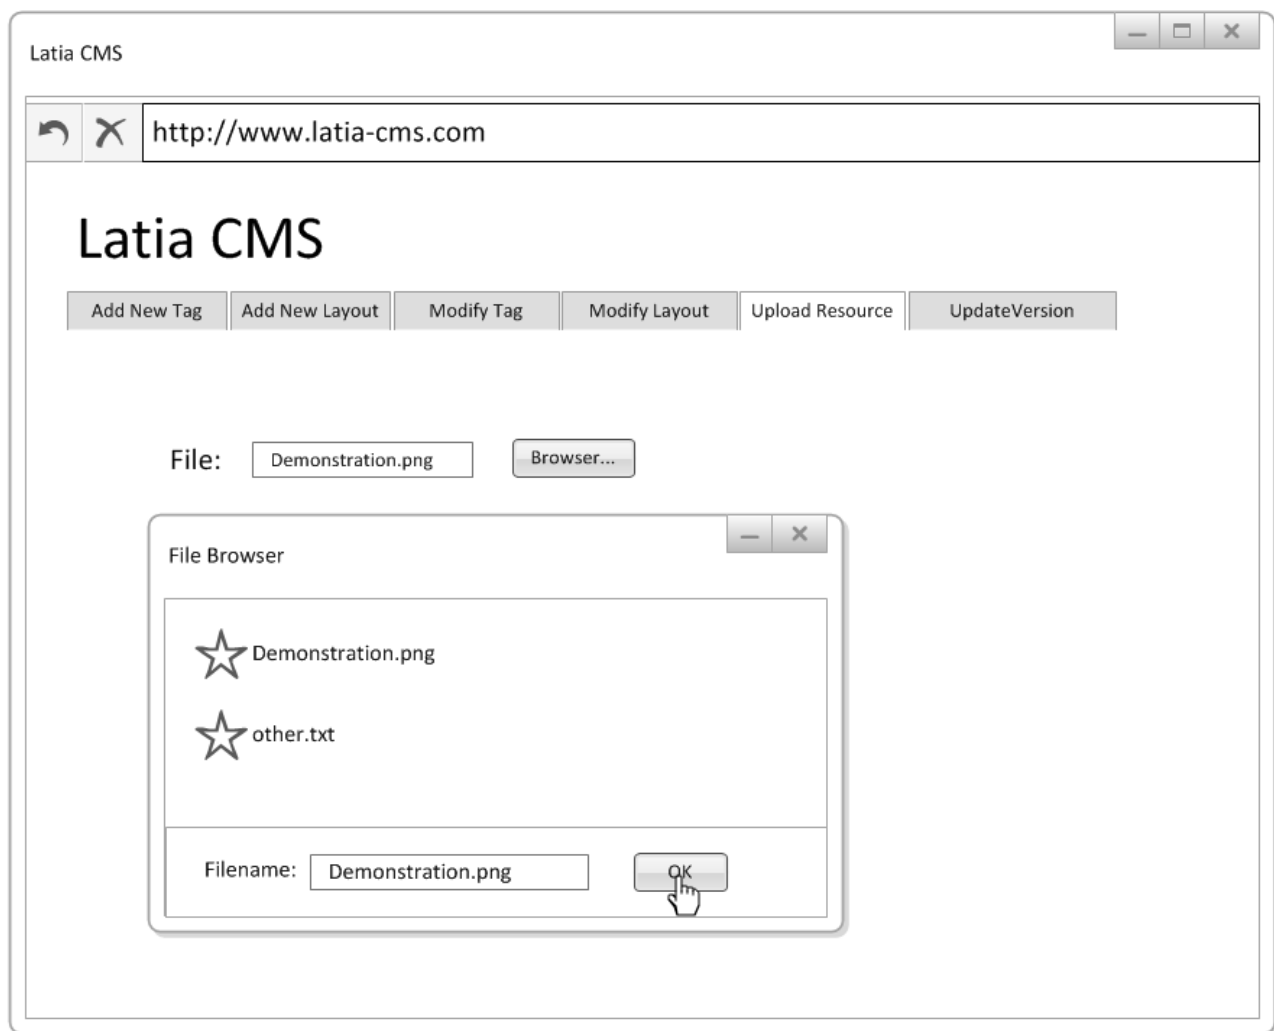 Latia CMS
http://www.latia-cms.com
Latia CMS
Add New Tag Add New Layout Modify Tag Modify Layout Upload Resource UpdateVersion
File: Demonstration.png Browser...
File Browser
Demonstration.png
other.txt
Filename: Demonstration.png OK